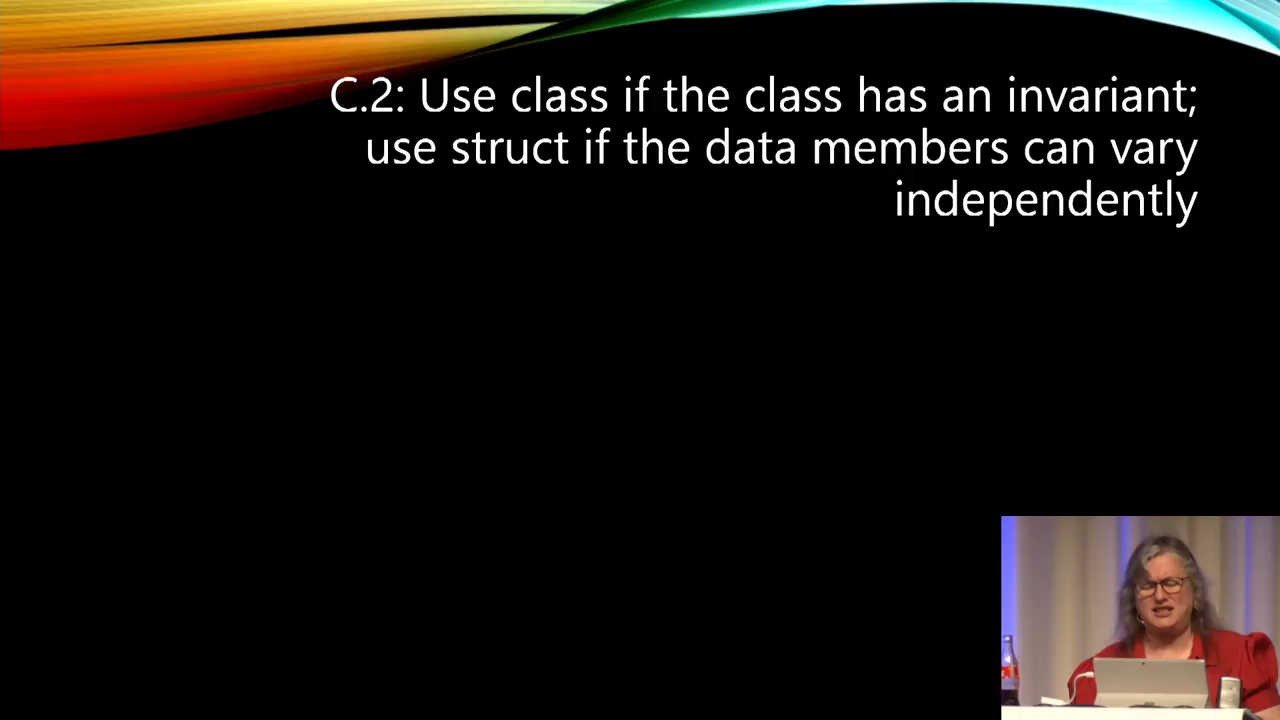 C.2: Use class if the class has an invariant;
use struct if the data members can vary
independently